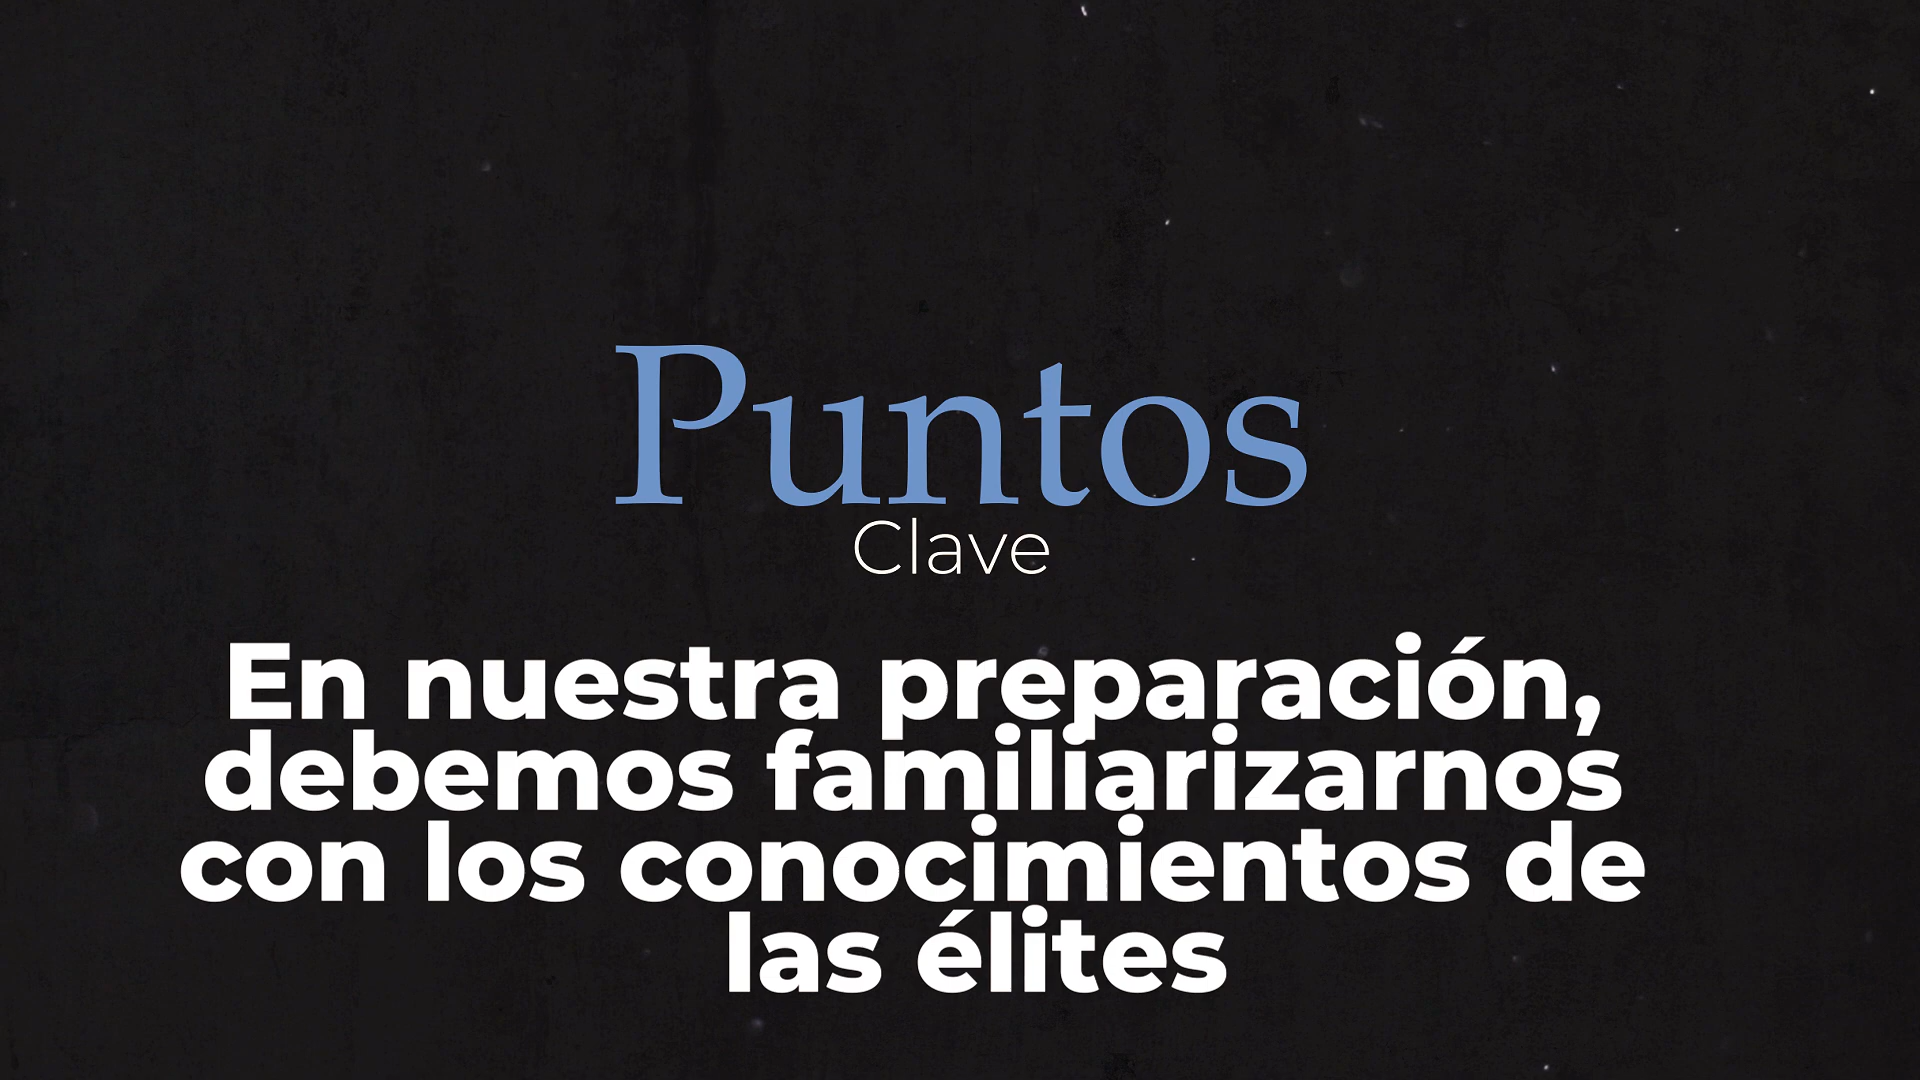 Puntos
Clave
En nuestra preparación,
debemos familiarizarnos
con los conocimientos de
las élites